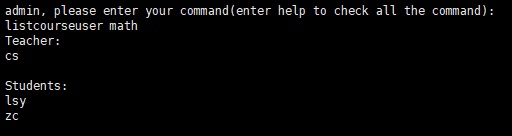 admin, please enter your command(enter help to check all the command):
listcourseuser math
Teacher:
cs
Students:
lsy
zc